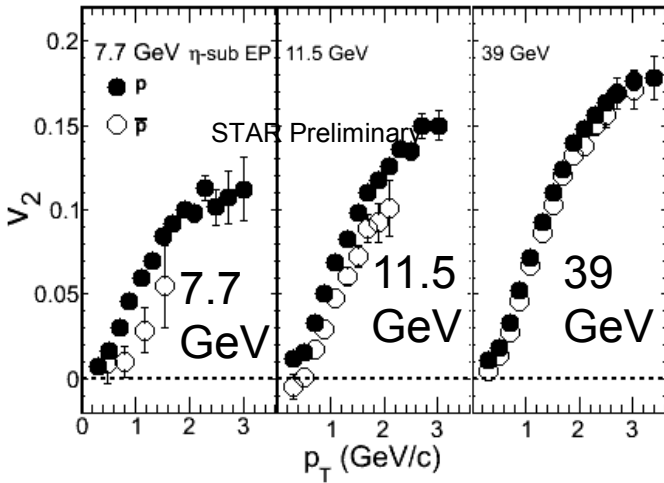 0.2
0.15
0.1
0.05
0
v₂
7.7 GeV η-sub EP
p
p̅
11.5 GeV
39 GeV
STAR Preliminary
7.7
GeV
11.5
GeV
39
GeV
0 1 2 3 1 2 3 1 2 3
p_T (GeV/c)